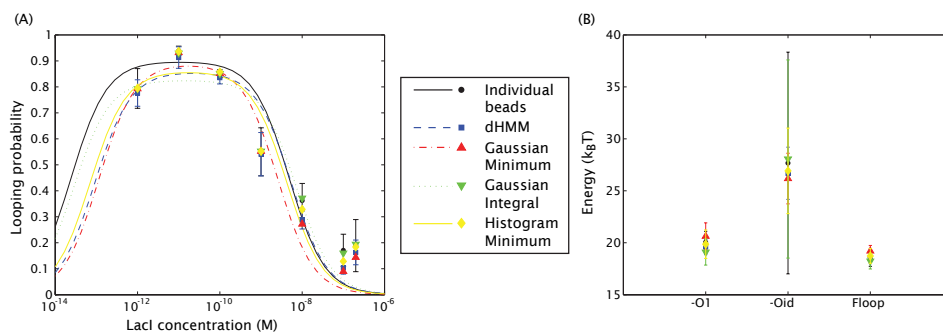 (A)
Looping probability
1
0.9
0.8
0.7
0.6
0.5
0.4
0.3
0.2
0.1
0
10^-14
10^-12
10^-10
10^-8
10^-6
LacI concentration (M)
Individual
beads
dHMM
Gaussian
Minimum
Gaussian
Integral
Histogram
Minimum
(B)
Energy (k_BT)
40
35
30
25
20
15
-O1
-Oid
Floop